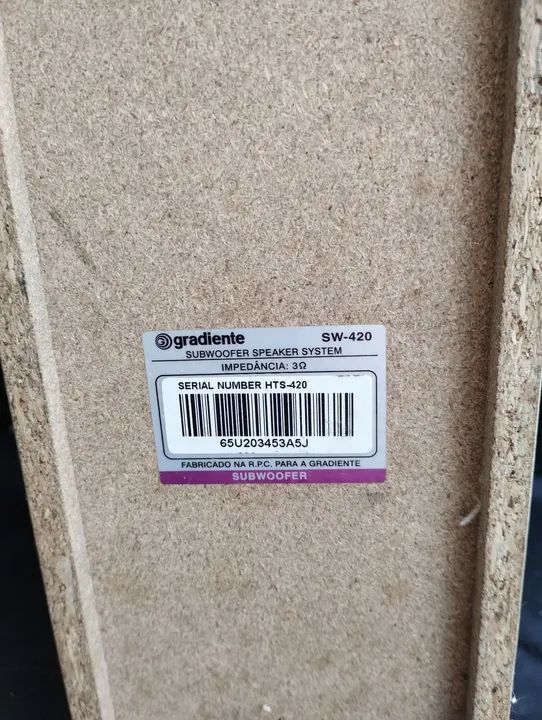 gradiente SW-420
SUBWOOFER SPEAKER SYSTEM
IMPEDÂNCIA: 3Ω
SERIAL NUMBER HTS-420
65U203453A5J
FABRICADO NA R.P.C. PARA A GRADIENTE
SUBWOOFER